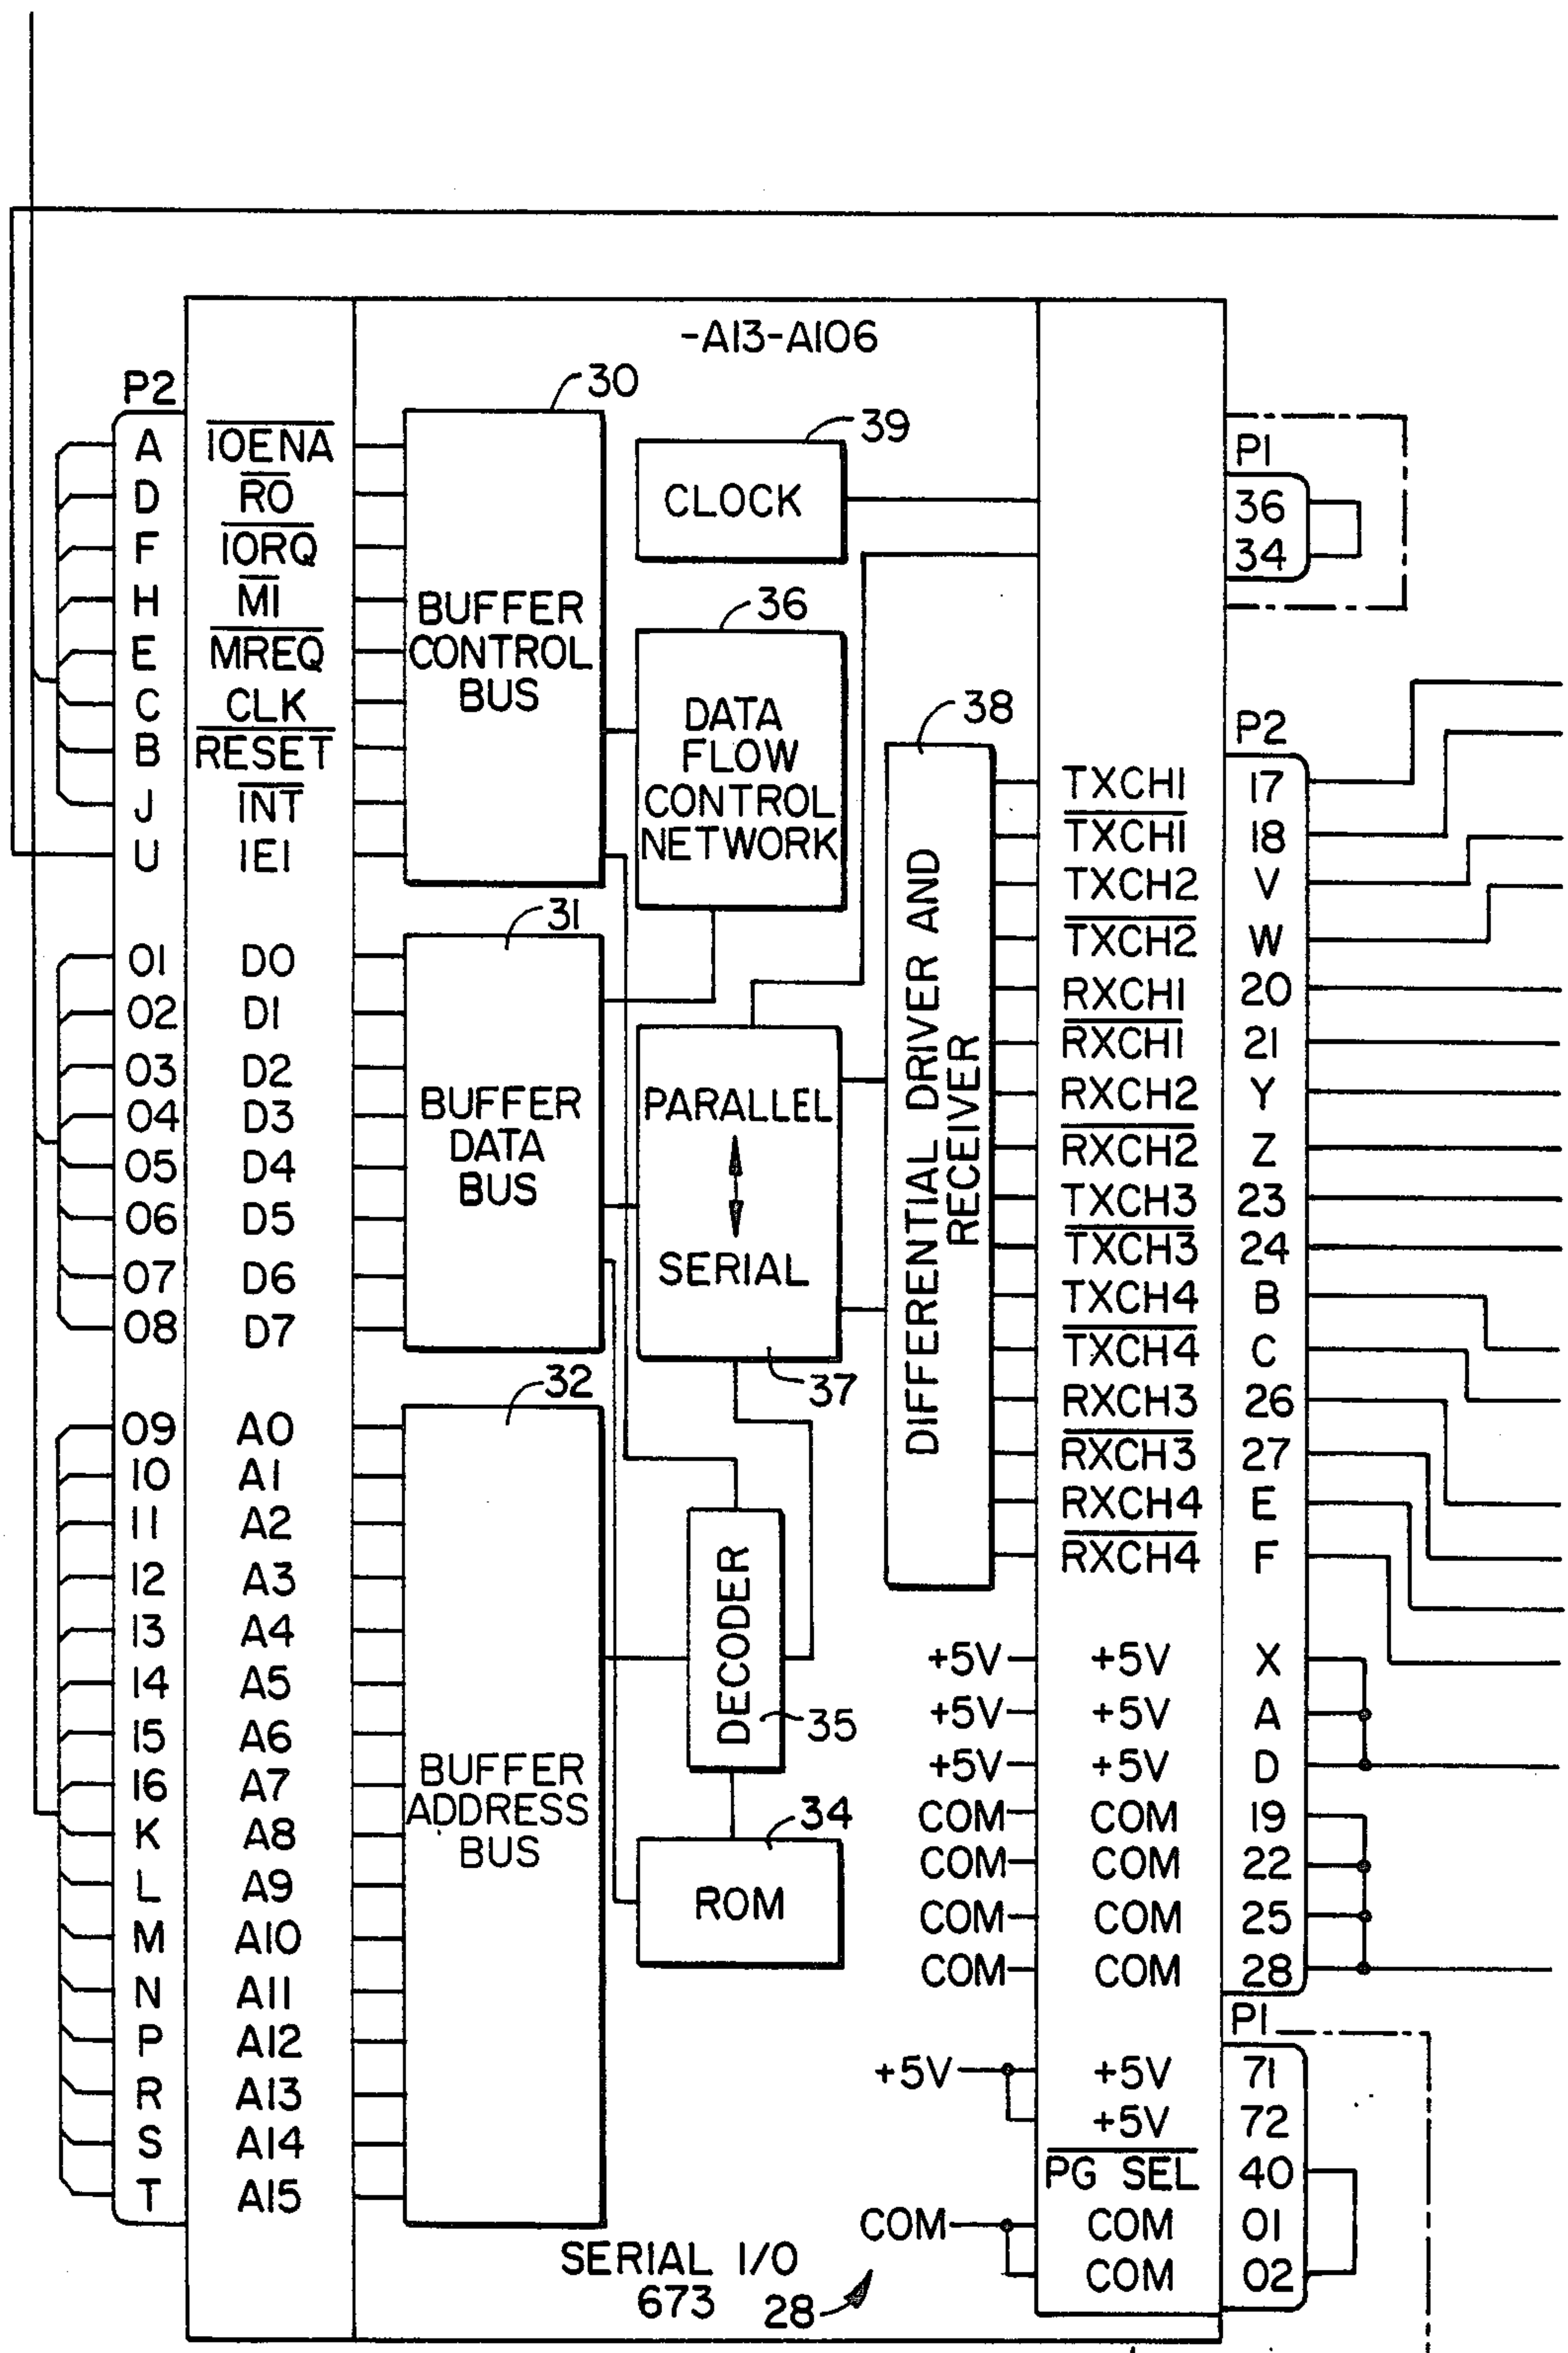 -A13-A106
P2
A IOENA
D RO
F IORQ
H M1
E MREQ
C CLK
B RESET
J INT
U IEI
01 D0
02 D1
03 D2
04 D3
05 D4
06 D5
07 D6
08 D7
09 A0
10 A1
11 A2
12 A3
13 A4
14 A5
15 A6
16 A7
K A8
L A9
M A10
N A11
P A12
R A13
S A14
T A15
30
BUFFER
CONTROL
BUS
31
BUFFER
DATA
BUS
32
BUFFER
ADDRESS
BUS
39
CLOCK
36
DATA
FLOW
CONTROL
NETWORK
PARALLEL
SERIAL
37
DECODER
35
34
ROM
38
DIFFERENTIAL DRIVER AND
RECEIVER
P1
36
34
P2
TXCH1 17
TXCH1 18
TXCH2 V
TXCH2 W
RXCH1 20
RXCH1 21
RXCH2 Y
RXCH2 Z
TXCH3 23
TXCH3 24
TXCH4 B
TXCH4 C
RXCH3 26
RXCH3 27
RXCH4 E
RXCH4 F
+5V +5V X
+5V +5V A
+5V +5V D
COM COM 19
COM COM 22
COM COM 25
COM COM 28
P1
+5V +5V 71
+5V 72
PG SEL 40
COM COM 01
COM 02
SERIAL I/O
673
28